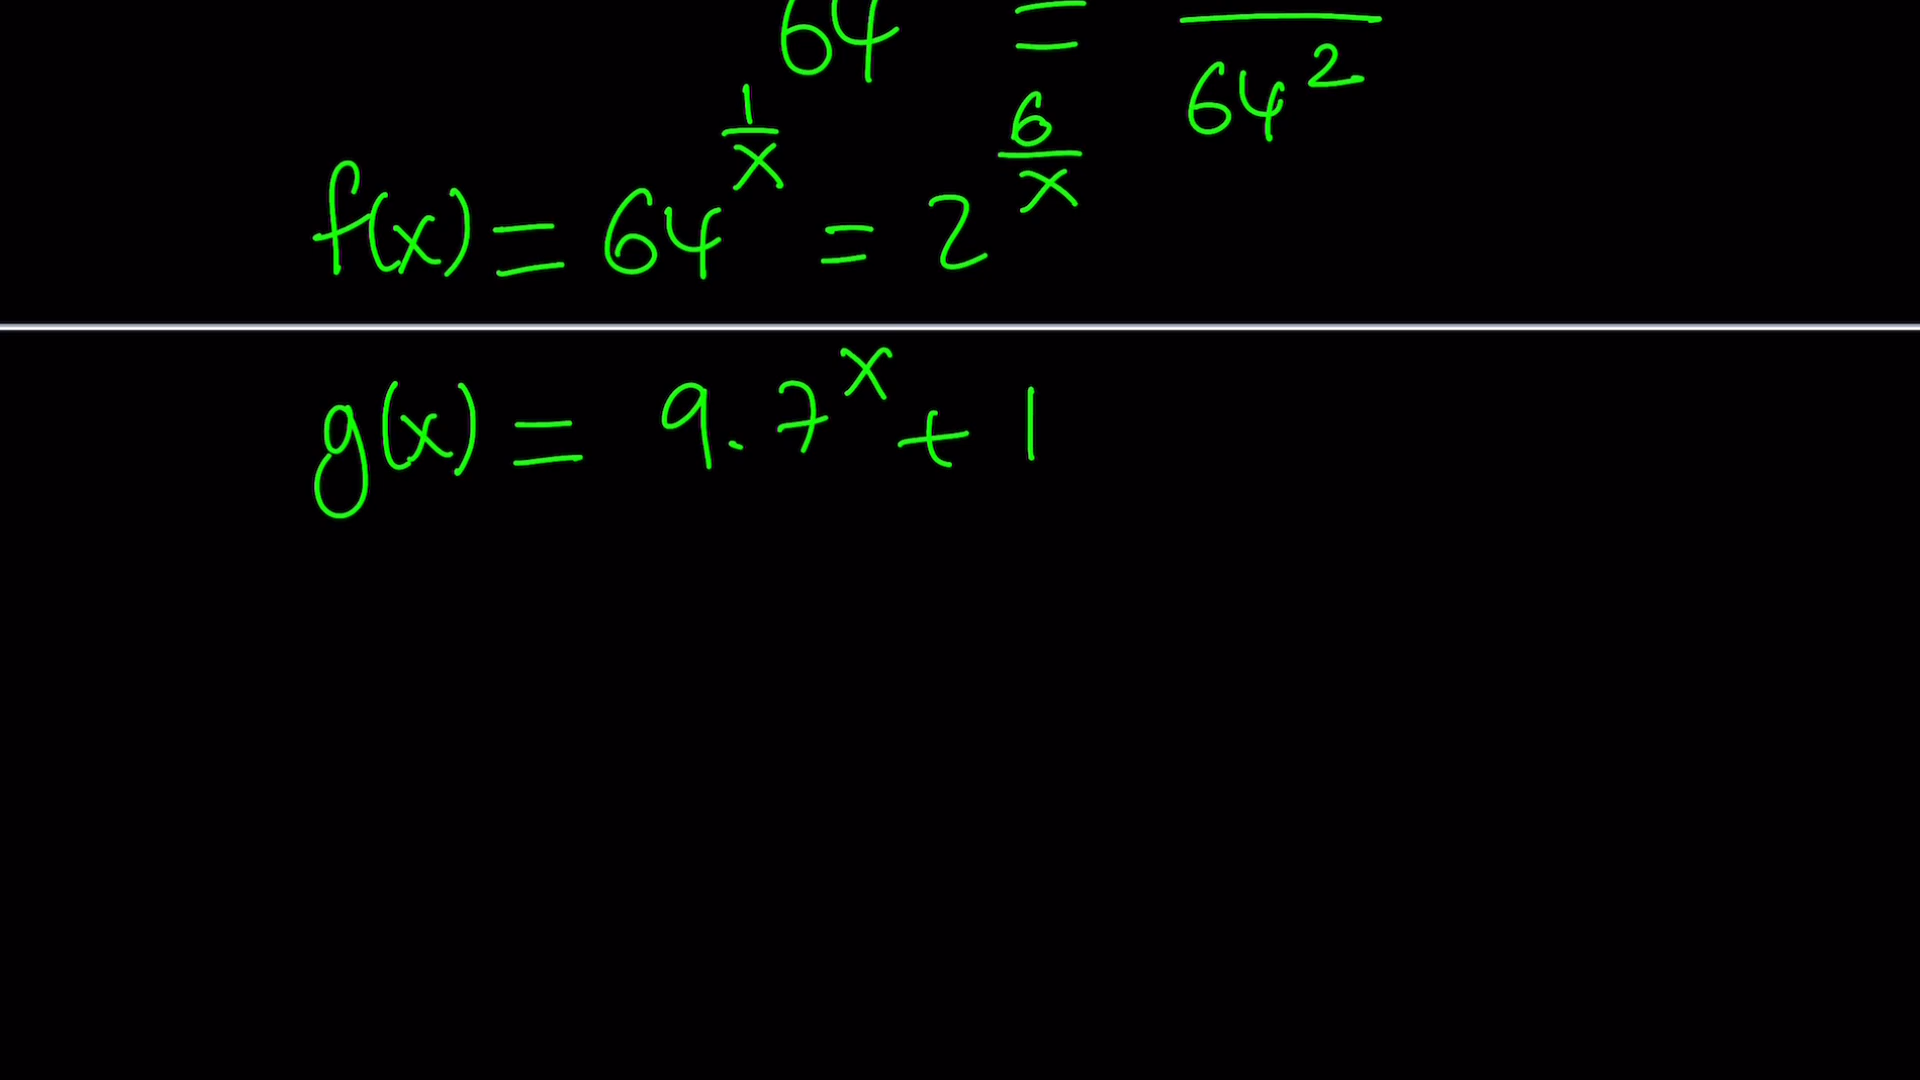 64 = ――
64²
f(x) = 64^(1/x) = 2^(6/x)
g(x) = 9.7^x + 1